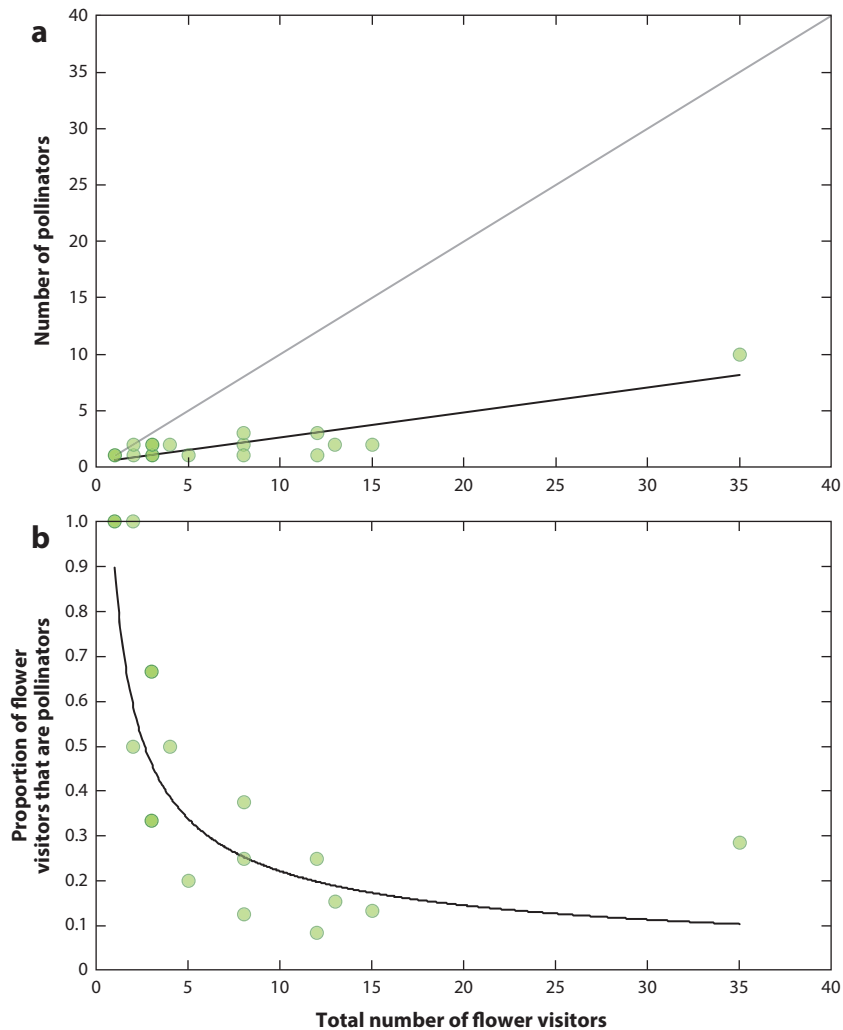 a
40
35
30
25
20
15
10
5
0
Number of pollinators
0 5 10 15 20 25 30 35 40
b
1.0
0.9
0.8
0.7
0.6
0.5
0.4
0.3
0.2
0.1
0
Proportion of flower
visitors that are pollinators
0 5 10 15 20 25 30 35 40
Total number of flower visitors